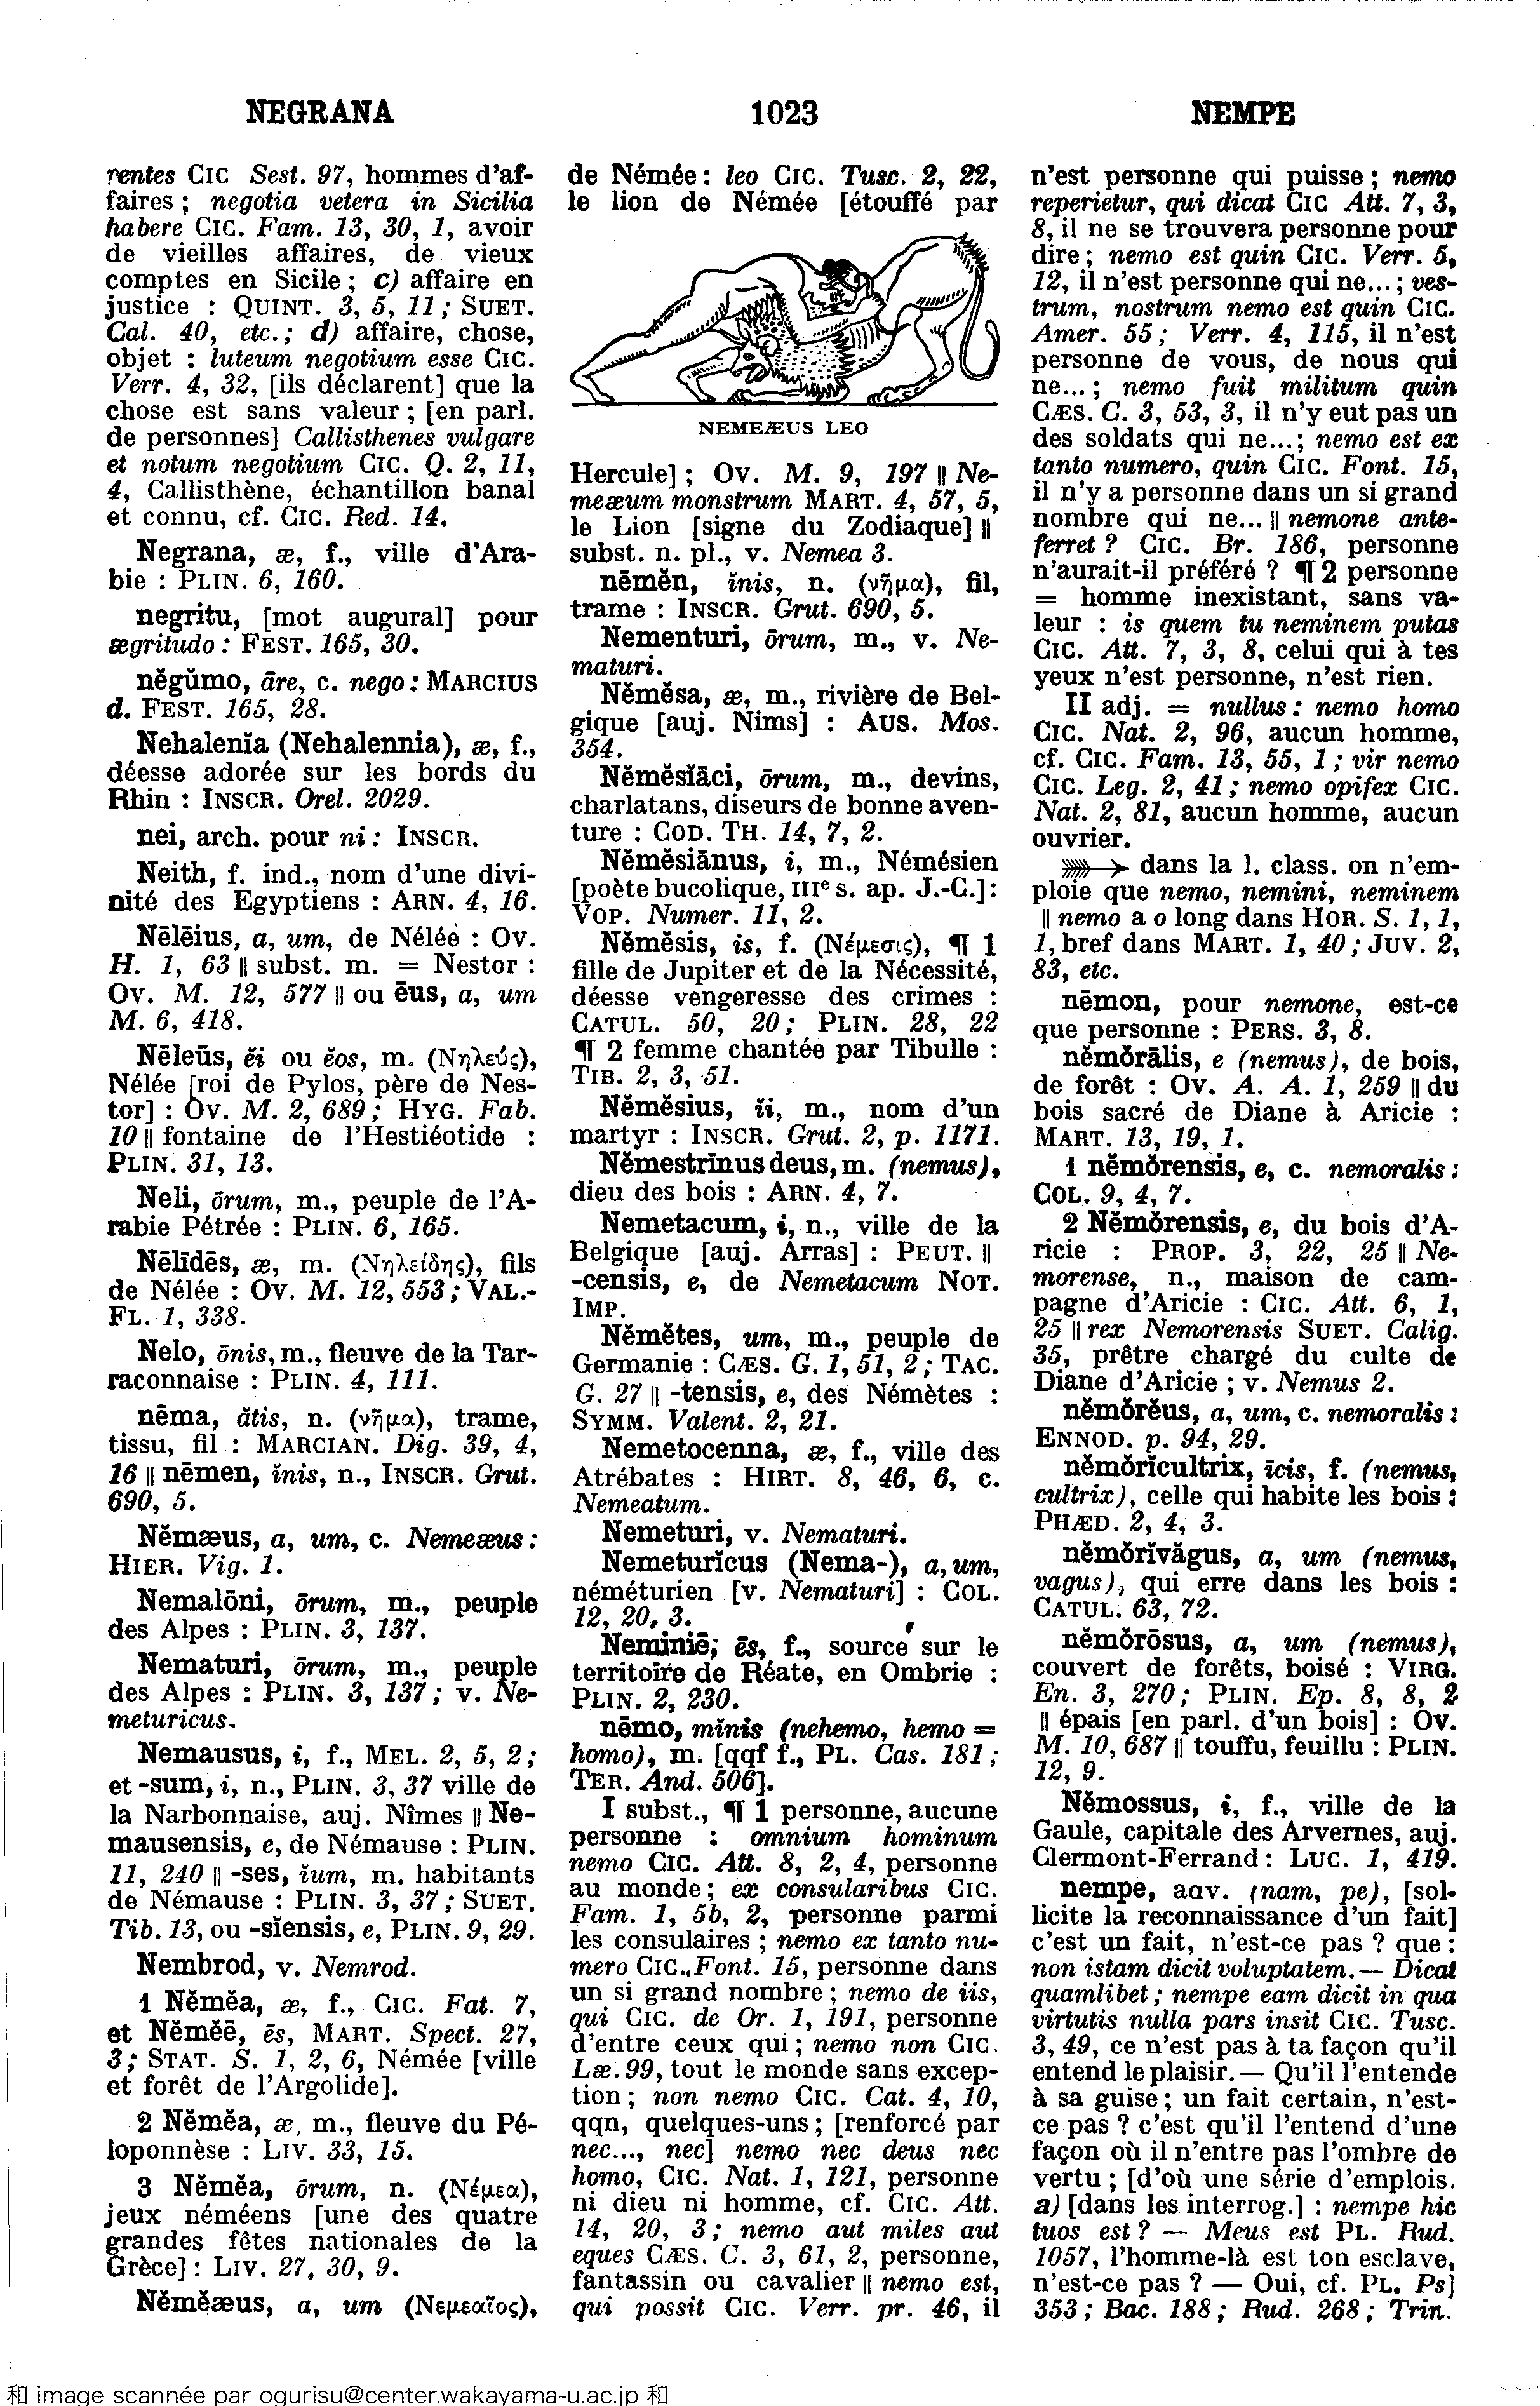 NEGRANA
1023
NEMPE
rentes CIC Sest. 97, hommes d'af-
faires ; negotia vetera in Sicilia
habere CIC. Fam. 13, 30, 1, avoir
de vieilles affaires, de vieux
comptes en Sicile ; c) affaire en
justice : QUINT. 3, 5, 11 ; SUET.
Cal. 40, etc.; d) affaire, chose,
objet : luteum negotium esse CIC.
Verr. 4, 32, [ils déclarent] que la
chose est sans valeur ; [en parl.
de personnes] Callisthenes vulgare
et notum negotium CIC. Q. 2, 11,
4, Callisthène, échantillon banal
et connu, cf. CIC. Red. 14.
Negrana, æ, f., ville d'Ara-
bie : PLIN. 6, 160.
negritu, [mot augural] pour
ægritudo : FEST. 165, 30.
nĕgŭmo, āre, c. nego : MARCIUS
d. FEST. 165, 28.
Nehalenĭa (Nehalennia), æ, f.,
déesse adorée sur les bords du
Rhin : INSCR. Orel. 2029.
nei, arch. pour ni : INSCR.
Neith, f. ind., nom d'une divi-
nité des Egyptiens : ARN. 4, 16.
Nēlēius, a, um, de Nélée : OV.
H. 1, 63 || subst. m. = Nestor :
OV. M. 12, 577 || ou ēus, a, um
M. 6, 418.
Nēleūs, ĕi ou ĕos, m. (Νηλεύς),
Nélée [roi de Pylos, père de Nes-
tor] : OV. M. 2, 689 ; HYG. Fab.
10 || fontaine de l'Hestiéotide :
PLIN. 31, 13.
Neli, ōrum, m., peuple de l'A-
rabie Pétrée : PLIN. 6, 165.
Nēlīdēs, æ, m. (Νηλείδης), fils
de Nélée : OV. M. 12, 553 ; VAL.-
FL. 1, 338.
Nelo, ōnis, m., fleuve de la Tar-
raconnaise : PLIN. 4, 111.
nēma, ătis, n. (νῆμα), trame,
tissu, fil : MARCIAN. Dig. 39, 4,
16 || nēmen, ĭnis, n., INSCR. Grut.
690, 5.
Nĕmæus, a, um, c. Nemeæus :
HIER. Vig. 1.
Nemalōni, ōrum, m., peuple
des Alpes : PLIN. 3, 137.
Nematuri, ōrum, m., peuple
des Alpes : PLIN. 3, 137 ; v. Ne-
meturicus.
Nemausus, i, f., MEL. 2, 5, 2 ;
et -sum, i, n., PLIN. 3, 37 ville de
la Narbonnaise, auj. Nîmes || Ne-
mausensis, e, de Némause : PLIN.
11, 240 || -ses, ĭum, m. habitants
de Némause : PLIN. 3, 37 ; SUET.
Tib. 13, ou -sĭensis, e, PLIN. 9, 29.
Nembrod, v. Nemrod.
1 Nĕmĕa, æ, f., CIC. Fat. 7,
et Nĕmĕē, ēs, MART. Spect. 27,
3 ; STAT. S. 1, 2, 6, Némée [ville
et forêt de l'Argolide].
2 Nĕmĕa, æ, m., fleuve du Pé-
loponnèse : LIV. 33, 15.
3 Nĕmĕa, ōrum, n. (Νέμεα),
jeux néméens [une des quatre
grandes fêtes nationales de la
Grèce] : LIV. 27, 30, 9.
Nĕmĕæus, a, um (Νεμεαῖος),
de Némée : leo CIC. Tusc. 2, 22,
le lion de Némée [étouffé par
NEMEÆUS LEO
Hercule] ; OV. M. 9, 197 || Ne-
meæum monstrum MART. 4, 57, 5,
le Lion [signe du Zodiaque] ||
subst. n. pl., v. Nemea 3.
nēmĕn, ĭnis, n. (νῆμα), fil,
trame : INSCR. Grut. 690, 5.
Nementuri, ōrum, m., v. Ne-
maturi.
Nĕmĕsa, æ, m., rivière de Bel-
gique [auj. Nims] : AUS. Mos.
354.
Nĕmĕsĭāci, ōrum, m., devins,
charlatans, diseurs de bonne aven-
ture : COD. TH. 14, 7, 2.
Nĕmĕsiānus, i, m., Némésien
[poète bucolique, IIIe s. ap. J.-C.] :
VOP. Numer. 11, 2.
Nĕmĕsis, is, f. (Νέμεσις), ¶ 1
fille de Jupiter et de la Nécessité,
déesse vengeresse des crimes :
CATUL. 50, 20 ; PLIN. 28, 22
¶ 2 femme chantée par Tibulle :
TIB. 2, 3, 51.
Nĕmĕsius, ĭi, m., nom d'un
martyr : INSCR. Grut. 2, p. 1171.
Nĕmestrīnus deus, m. (nemus),
dieu des bois : ARN. 4, 7.
Nemetacum, i, n., ville de la
Belgique [auj. Arras] : PEUT. ||
-censis, e, de Nemetacum NOT.
IMP.
Nĕmĕtes, um, m., peuple de
Germanie : CÆS. G. 1, 51, 2 ; TAC.
G. 27 || -tensis, e, des Némètes :
SYMM. Valent. 2, 21.
Nemetocenna, æ, f., ville des
Atrébates : HIRT. 8, 46, 6, c.
Nemeatum.
Nemeturi, v. Nematuri.
Nemeturĭcus (Nema-), a, um,
néméturien [v. Nematuri] : COL.
12, 20, 3.
Neminiē, ēs, f., source sur le
territoire de Réate, en Ombrie :
PLIN. 2, 230.
nēmo, mĭnis (nehemo, hemo =
homo), m. [qqf f., PL. Cas. 181 ;
TER. And. 506].
I subst., ¶ 1 personne, aucune
personne : omnium hominum
nemo CIC. Att. 8, 2, 4, personne
au monde ; ex consularibus CIC.
Fam. 1, 5b, 2, personne parmi
les consulaires ; nemo ex tanto nu-
mero CIC., Font. 15, personne dans
un si grand nombre ; nemo de iis,
qui CIC. de Or. 1, 191, personne
d'entre ceux qui ; nemo non CIC.
Læ. 99, tout le monde sans excep-
tion ; non nemo CIC. Cat. 4, 10,
qqn, quelques-uns ; [renforcé par
nec..., nec] nemo nec deus nec
homo, CIC. Nat. 1, 121, personne
ni dieu ni homme, cf. CIC. Att.
14, 20, 3 ; nemo aut miles aut
eques CÆS. C. 3, 61, 2, personne,
fantassin ou cavalier || nemo est,
qui possit CIC. Verr. pr. 46, il
n'est personne qui puisse ; nemo
reperietur, qui dicat CIC Att. 7, 3,
8, il ne se trouvera personne pour
dire ; nemo est quin CIC. Verr. 5,
12, il n'est personne qui ne... ; ves-
trum, nostrum nemo est quin CIC.
Amer. 55 ; Verr. 4, 115, il n'est
personne de vous, de nous qui
ne... ; nemo fuit militum quin
CÆS. C. 3, 53, 3, il n'y eut pas un
des soldats qui ne...; nemo est ex
tanto numero, quin CIC. Font. 15,
il n'y a personne dans un si grand
nombre qui ne... || nemone ante-
ferret ? CIC. Br. 186, personne
n'aurait-il préféré ? ¶ 2 personne
= homme inexistant, sans va-
leur : is quem tu neminem putas
CIC. Att. 7, 3, 8, celui qui à tes
yeux n'est personne, n'est rien.
II adj. = nullus : nemo homo
CIC. Nat. 2, 96, aucun homme,
cf. CIC. Fam. 13, 55, 1 ; vir nemo
CIC. Leg. 2, 41 ; nemo opifex CIC.
Nat. 2, 81, aucun homme, aucun
ouvrier.
dans la l. class. on n'em-
ploie que nemo, nemini, neminem
|| nemo a o long dans HOR. S. 1, 1,
1, bref dans MART. 1, 40 ; JUV. 2,
83, etc.
nēmon, pour nemone, est-ce
que personne : PERS. 3, 8.
nĕmŏrālis, e (nemus), de bois,
de forêt : OV. A. A. 1, 259 || du
bois sacré de Diane à Aricie :
MART. 13, 19, 1.
1 nĕmŏrensis, e, c. nemoralis :
COL. 9, 4, 7.
2 Nĕmŏrensis, e, du bois d'A-
ricie : PROP. 3, 22, 25 || Ne-
morense, n., maison de cam-
pagne d'Aricie : CIC. Att. 6, 1,
25 || rex Nemorensis SUET. Calig.
35, prêtre chargé du culte de
Diane d'Aricie ; v. Nemus 2.
nĕmŏrĕus, a, um, c. nemoralis :
ENNOD. p. 94, 29.
nĕmŏrĭcultrix, īcis, f. (nemus,
cultrix), celle qui habite les bois :
PHÆD. 2, 4, 3.
nĕmŏrĭvăgus, a, um (nemus,
vagus), qui erre dans les bois :
CATUL. 63, 72.
nĕmŏrōsus, a, um (nemus),
couvert de forêts, boisé : VIRG.
En. 3, 270 ; PLIN. Ep. 8, 8, 2
|| épais [en parl. d'un bois] : OV.
M. 10, 687 || touffu, feuillu : PLIN.
12, 9.
Nĕmossus, i, f., ville de la
Gaule, capitale des Arvernes, auj.
Clermont-Ferrand : LUC. 1, 419.
nempe, adv. (nam, pe), [sol-
licite la reconnaissance d'un fait]
c'est un fait, n'est-ce pas ? que :
non istam dicit voluptatem. — Dicat
quamlibet ; nempe eam dicit in qua
virtutis nulla pars insit CIC. Tusc.
3, 49, ce n'est pas à ta façon qu'il
entend le plaisir. — Qu'il l'entende
à sa guise ; un fait certain, n'est-
ce pas ? c'est qu'il l'entend d'une
façon où il n'entre pas l'ombre de
vertu ; [d'où une série d'emplois.
a) [dans les interrog.] : nempe hic
tuos est ? — Meus est PL. Rud.
1057, l'homme-là est ton esclave,
n'est-ce pas ? — Oui, cf. PL. Ps]
353 ; Bac. 188 ; Rud. 268 ; Trin.
和 image scannée par ogurisu@center.wakayama-u.ac.jp 和